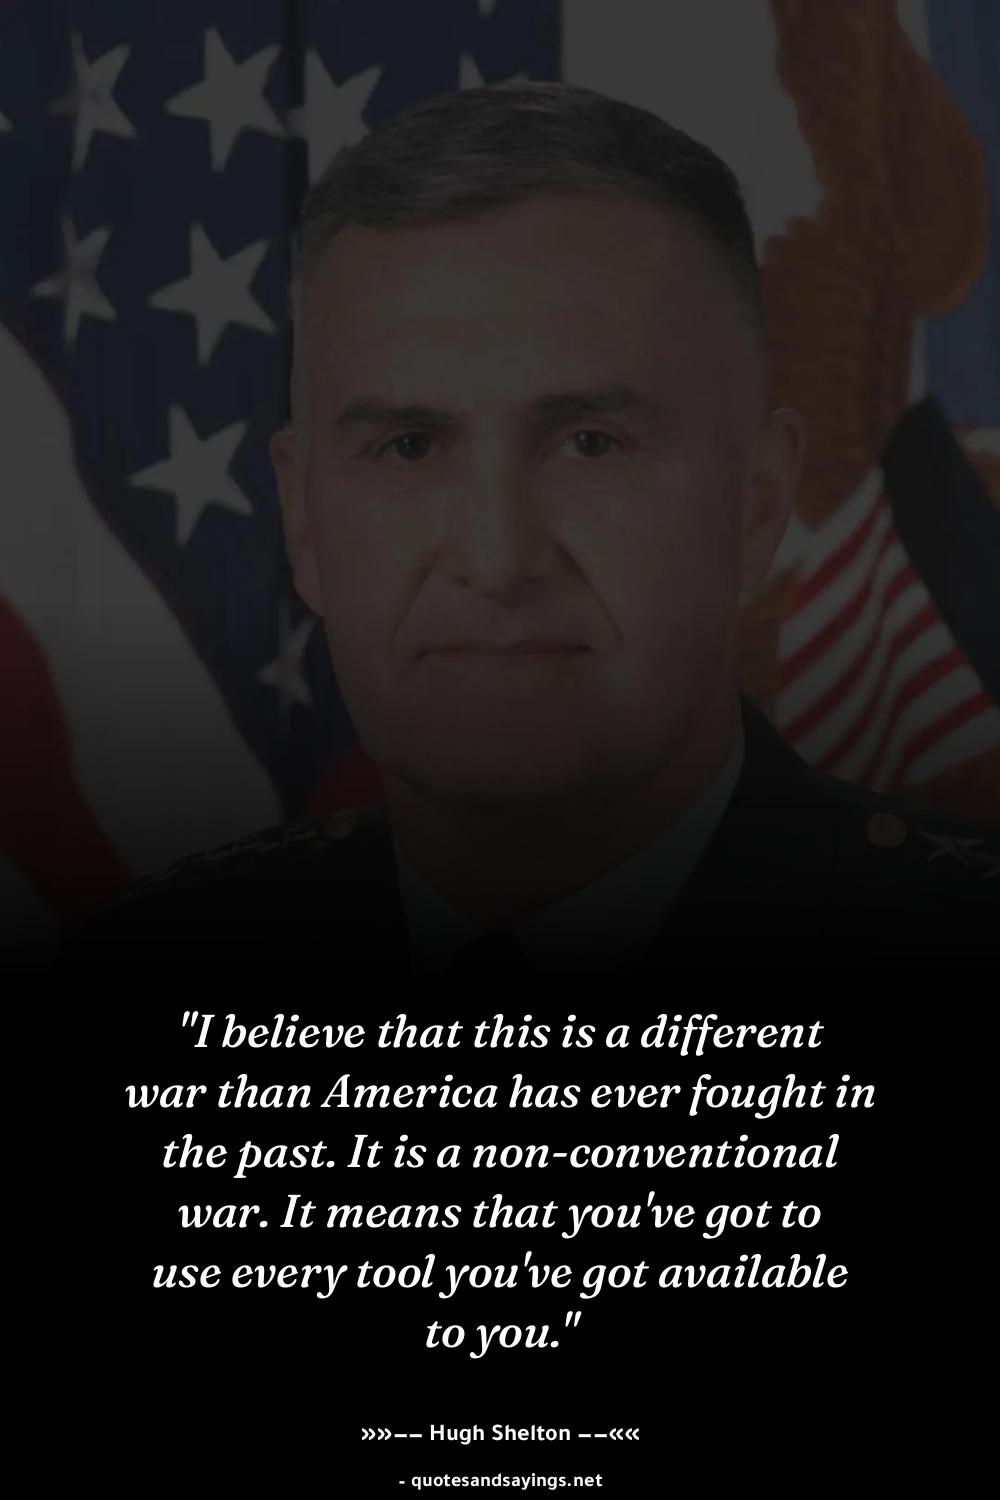 "I believe that this is a different
war than America has ever fought in
the past. It is a non-conventional
war. It means that you've got to
use every tool you've got available
to you."
»»−− Hugh Shelton −−««
- quotesandsayings.net